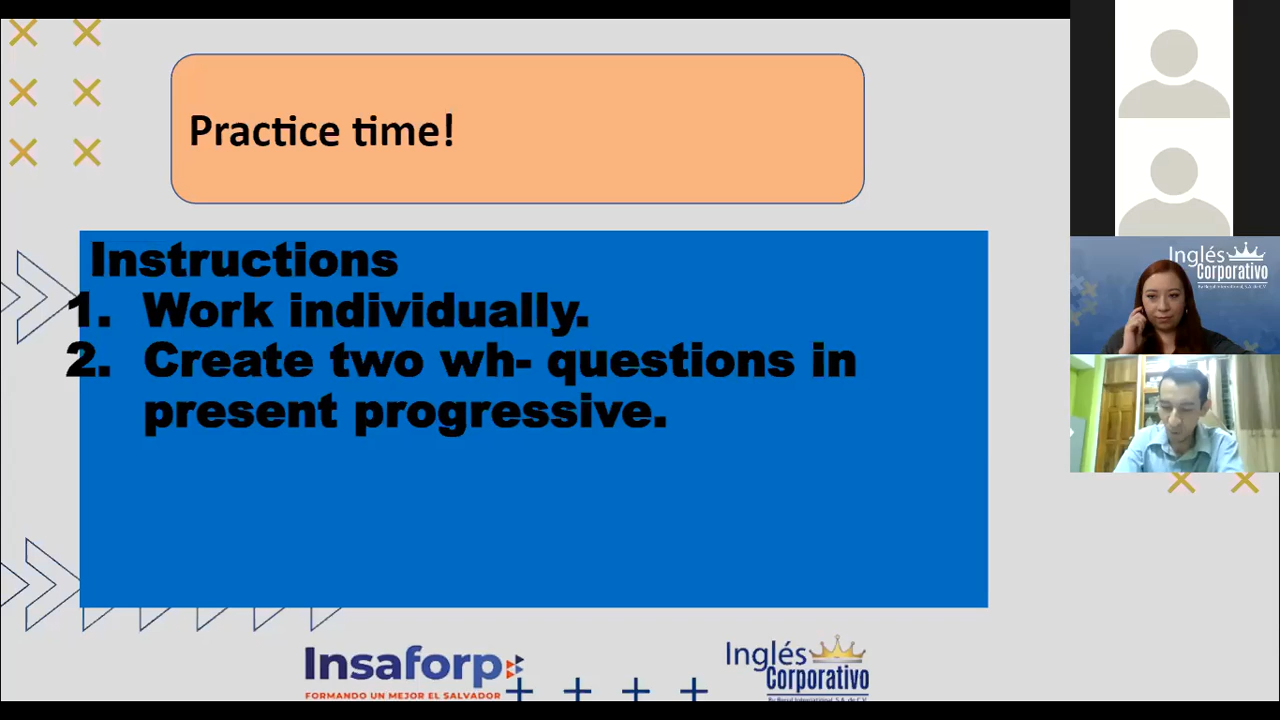 Practice time!
Instructions
1. Work individually.
2. Create two wh- questions in
present progressive.
Insaforp
FORMANDO UN MEJOR EL SALVADOR
Inglés
Corporativo
Inglés
Corporativo